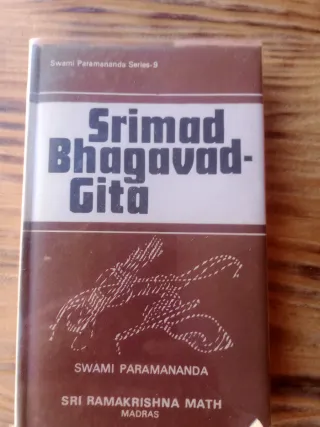 Swami Paramananda Series-9
Srimad
Bhagavad-
Gita
SWAMI PARAMANANDA
SRI RAMAKRISHNA MATH
MADRAS